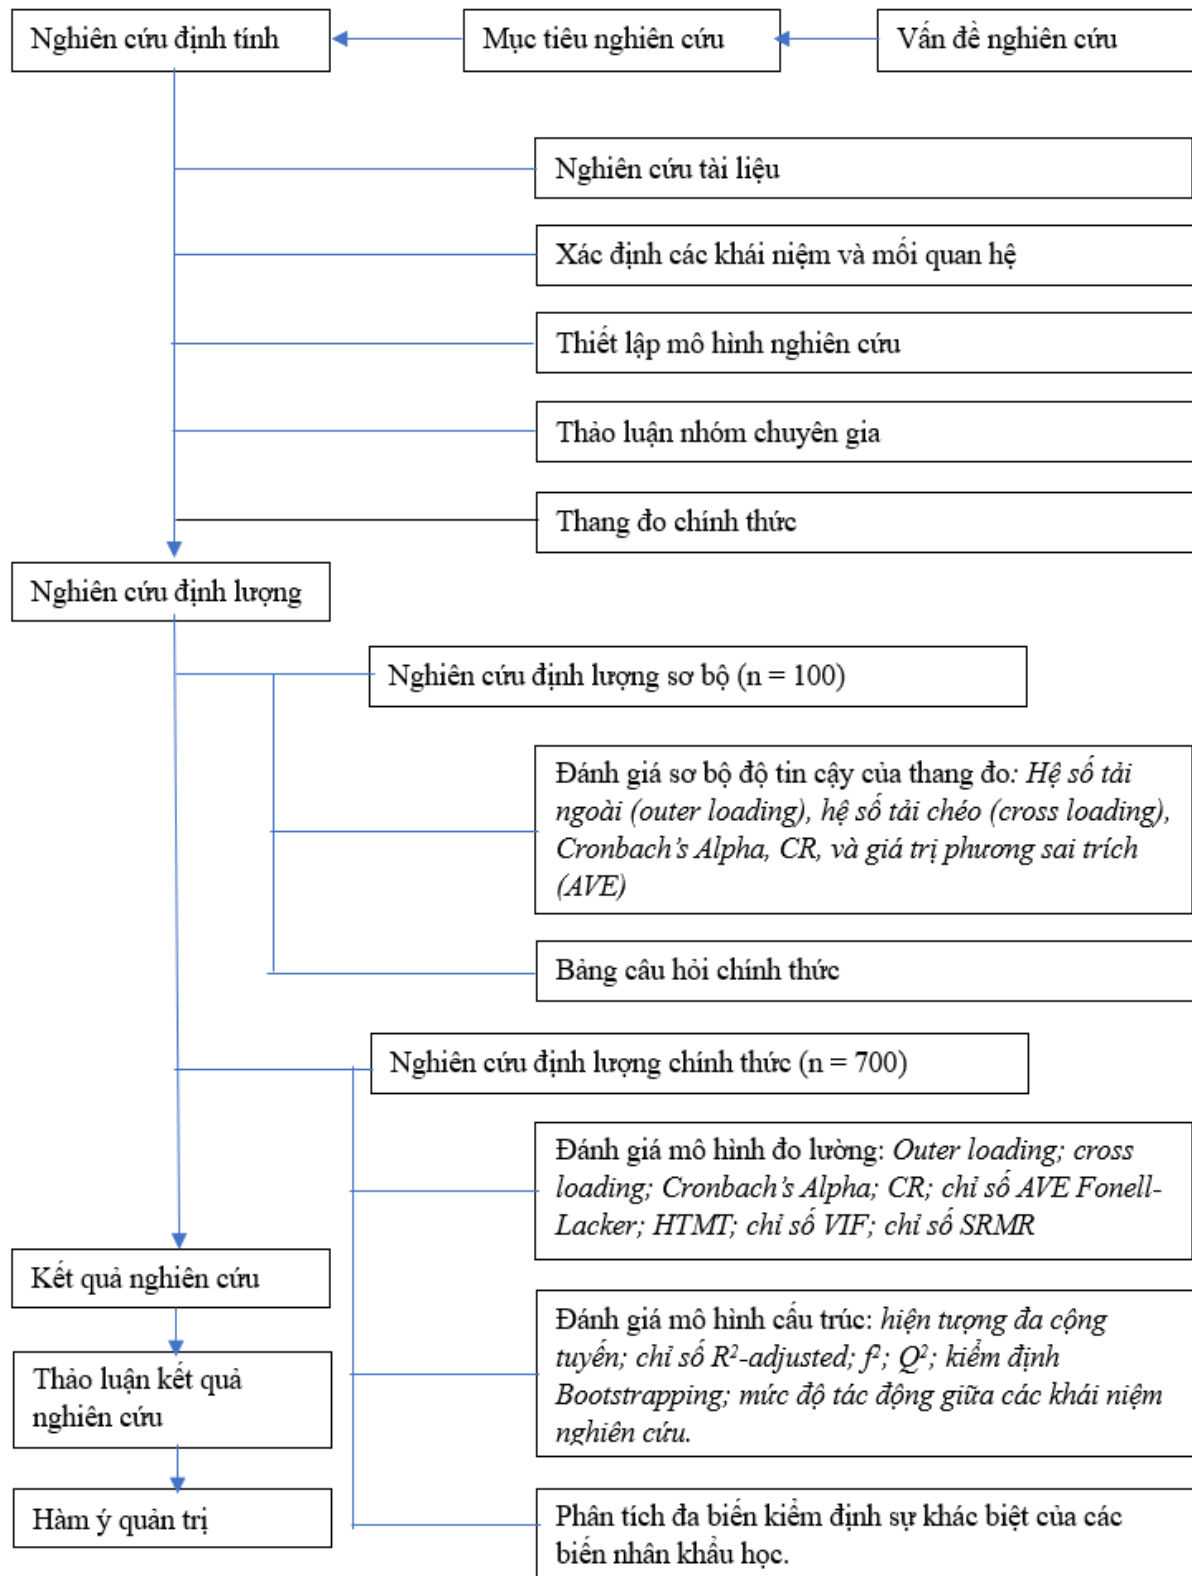 Nghiên cứu định tính
Mục tiêu nghiên cứu
Vấn đề nghiên cứu
Nghiên cứu tài liệu
Xác định các khái niệm và mối quan hệ
Thiết lập mô hình nghiên cứu
Thảo luận nhóm chuyên gia
Thang đo chính thức
Nghiên cứu định lượng
Nghiên cứu định lượng sơ bộ (n = 100)
Đánh giá sơ bộ độ tin cậy của thang đo: Hệ số tải
ngoài (outer loading), hệ số tải chéo (cross loading),
Cronbach’s Alpha, CR, và giá trị phương sai trích
(AVE)
Bảng câu hỏi chính thức
Nghiên cứu định lượng chính thức (n = 700)
Đánh giá mô hình đo lường: Outer loading; cross
loading; Cronbach’s Alpha; CR; chỉ số AVE Fonell-
Lacker; HTMT; chỉ số VIF; chỉ số SRMR
Kết quả nghiên cứu
Đánh giá mô hình cấu trúc: hiện tượng đa cộng
tuyến; chỉ số R²-adjusted; f²; Q²; kiểm định
Bootstrapping; mức độ tác động giữa các khái niệm
nghiên cứu.
Thảo luận kết quả
nghiên cứu
Hàm ý quản trị
Phân tích đa biến kiểm định sự khác biệt của các
biến nhân khẩu học.